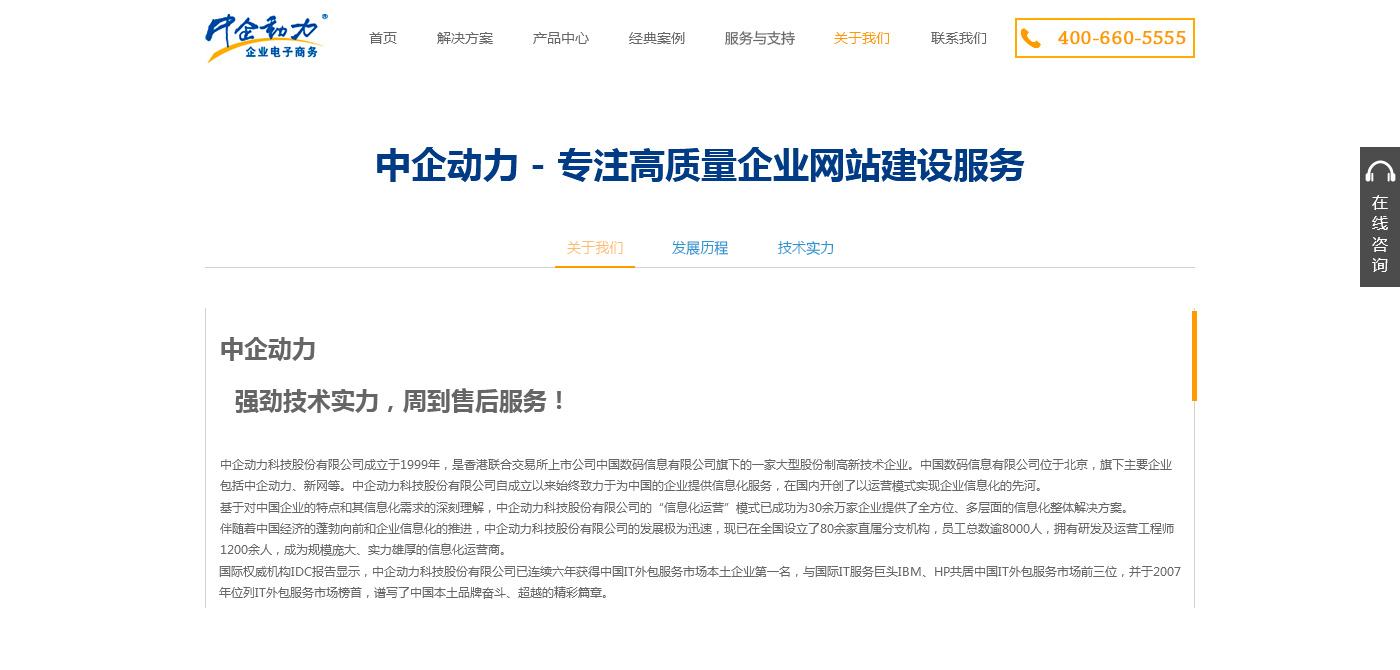 中企动力®
企业电子商务
首页 解决方案 产品中心 经典案例 服务与支持 关于我们 联系我们 400-660-5555
中企动力 - 专注高质量企业网站建设服务
在线咨询
关于我们 发展历程 技术实力
中企动力
强劲技术实力，周到售后服务！
中企动力科技股份有限公司成立于1999年，是香港联合交易所上市公司中国数码信息有限公司旗下的一家大型股份制高新技术企业。中国数码信息有限公司位于北京，旗下主要企业
包括中企动力、新网等。中企动力科技股份有限公司自成立以来始终致力于为中国的企业提供信息化服务，在国内开创了以运营模式实现企业信息化的先河。
基于对中国企业的特点和其信息化需求的深刻理解，中企动力科技股份有限公司的“信息化运营”模式已成功为30余万家企业提供了全方位、多层面的信息化整体解决方案。
伴随着中国经济的蓬勃向前和企业信息化的推进，中企动力科技股份有限公司的发展极为迅速，现已在全国设立了80余家直属分支机构，员工总数逾8000人，拥有研发及运营工程师
1200余人，成为规模庞大、实力雄厚的信息化运营商。
国际权威机构IDC报告显示，中企动力科技股份有限公司已连续六年获得中国IT外包服务市场本土企业第一名，与国际IT服务巨头IBM、HP共居中国IT外包服务市场前三位，并于2007
年位列IT外包服务市场榜首，谱写了中国本土品牌奋斗、超越的精彩篇章。